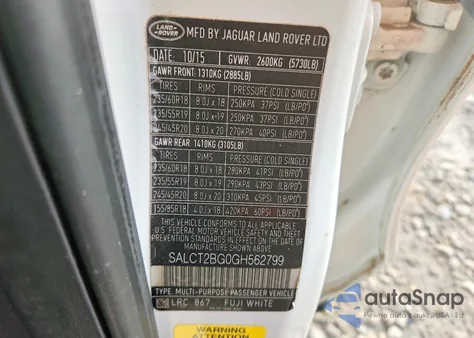 LAND-ROVER
MFD BY JAGUAR LAND ROVER LTD
DATE: 10/15 GVWR 2600KG (5730LB)
GAWR FRONT: 1310KG (2885LB)
TIRES RIMS PRESSURE (COLD SINGLE)
235/60R18 8.0J x 18 250KPA 37PSI (LB/PO²)
235/55R19 8.0J x 19 250KPA 37PSI (LB/PO²)
245/45R20 8.0J x 20 270KPA 40PSI (LB/PO²)
GAWR REAR: 1410KG (3105LB)
TIRES RIMS PRESSURE (COLD SINGLE)
235/60R18 8.0J x 18 280KPA 41PSI (LB/PO²)
235/55R19 8.0J x 19 290KPA 43PSI (LB/PO²)
245/45R20 8.0J x 20 310KPA 45PSI (LB/PO²)
155/85R18 4.0J x 18 420KPA 60PSI (LB/PO²)
THIS VEHICLE CONFORMS TO ALL APPLICABLE
U.S. FEDERAL MOTOR VEHICLE SAFETY STANDARDS
IN EFFECT ON THE DATE OF MANUFACTURE SHOWN
ABOVE
SALCT2BG0GH562799
TYPE: MULTI-PURPOSE PASSENGER VEHICLE
LRC 867 FUJI WHITE
WARNING
autoSnap
Autopedia of cars from USA & EU